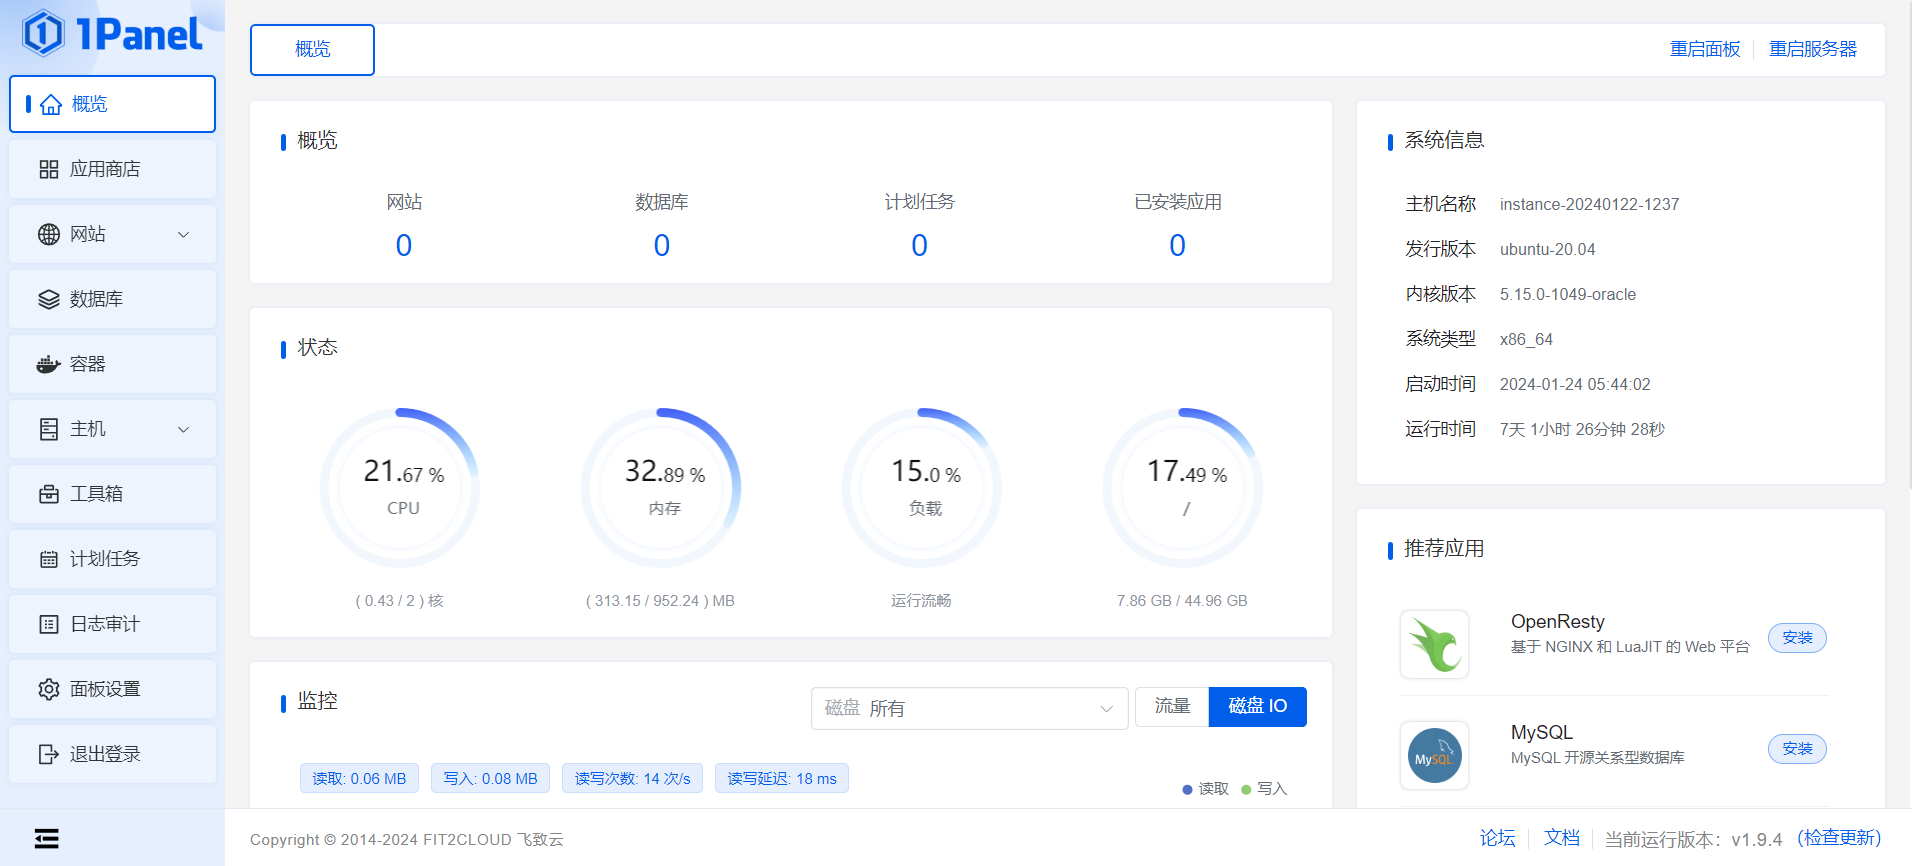 1Panel
概览
应用商店
网站
数据库
容器
主机
工具箱
计划任务
日志审计
面板设置
退出登录
概览
重启面板 重启服务器
概览
网站 数据库 计划任务 已安装应用
0 0 0 0
状态
21.67 % 32.89 % 15.0 % 17.49 %
CPU 内存 负载 /
( 0.43 / 2 ) 核 ( 313.15 / 952.24 ) MB 运行流畅 7.86 GB / 44.96 GB
监控
磁盘 所有 流量 磁盘 IO
读取: 0.06 MB 写入: 0.08 MB 读写次数: 14 次/s 读写延迟: 18 ms
读取 写入
系统信息
主机名称 instance-20240122-1237
发行版本 ubuntu-20.04
内核版本 5.15.0-1049-oracle
系统类型 x86_64
启动时间 2024-01-24 05:44:02
运行时间 7天 1小时 26分钟 28秒
推荐应用
OpenResty
基于 NGINX 和 LuaJIT 的 Web 平台
安装
MySQL
MySQL
MySQL 开源关系型数据库
安装
Copyright © 2014-2024 FIT2CLOUD 飞致云
论坛 文档 当前运行版本： v1.9.4 (检查更新)